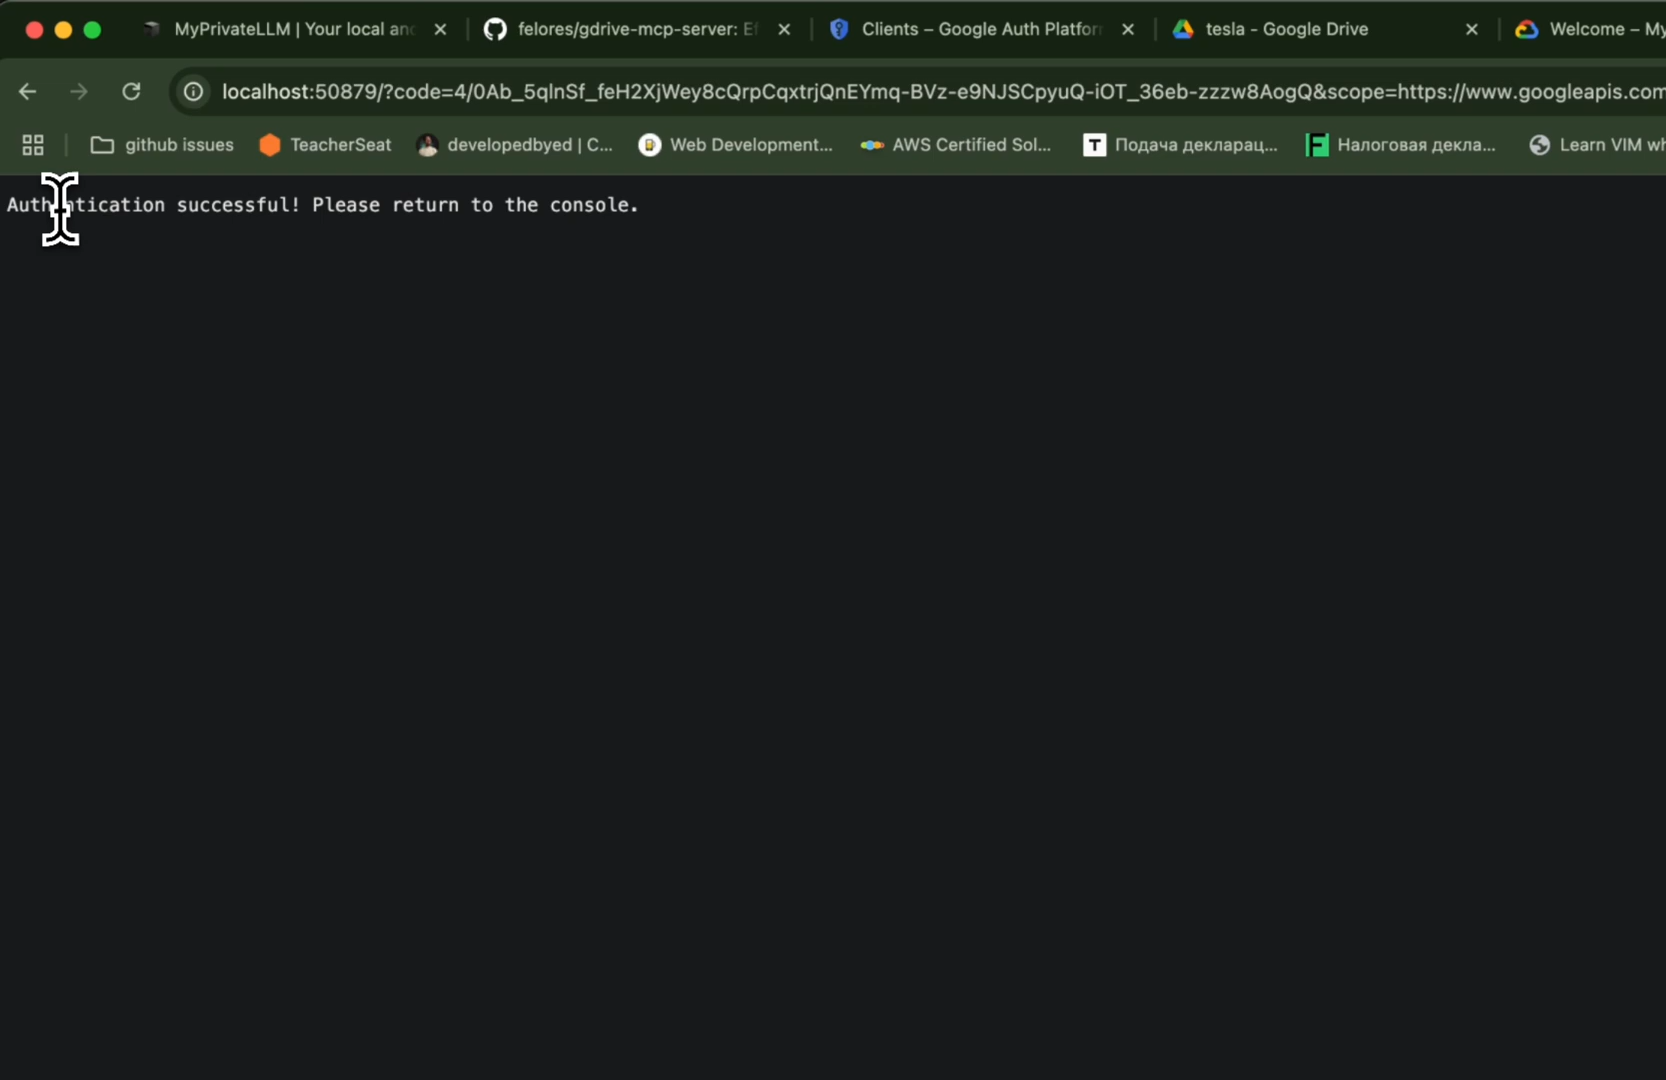 MyPrivateLLM | Your local an
felores/gdrive-mcp-server: Ef
Clients – Google Auth Platfor
tesla - Google Drive
Welcome – My
localhost:50879/?code=4/0Ab_5qlnSf_feH2XjWey8cQrpCqxtrjQnEYmq-BVz-e9NJSCpyuQ-iOT_36eb-zzzw8AogQ&scope=https://www.googleapis.com
github issues
TeacherSeat
developedbyed | C...
Web Development...
AWS Certified Sol...
T
Подача декларац...
F
Налоговая декла...
Learn VIM wh
Authentication successful! Please return to the console.